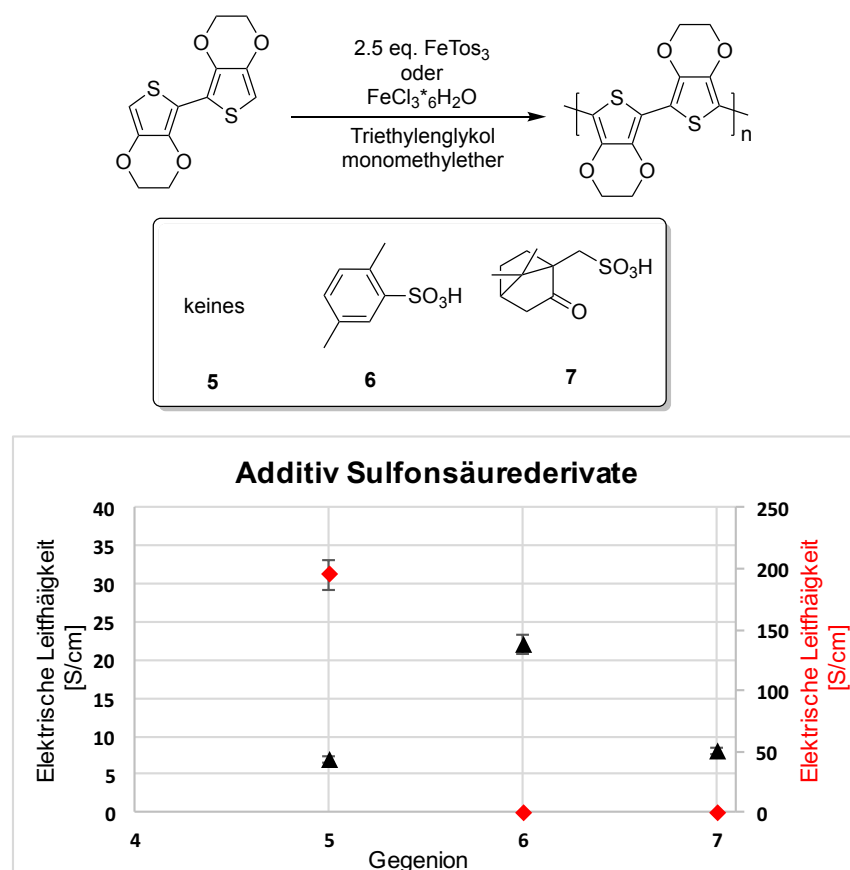 2.5 eq. FeTos3
oder
FeCl3*6H2O
Triethylenglykol
monomethylether
O
O
S
S
O
O
O
O
S
S
O
O
n
keines
5
SO3H
6
SO3H
O
7
Additiv Sulfonsäurederivate
Elektrische Leitfhäigkeit
[S/cm]
40
35
30
25
20
15
10
5
0
250
200
150
100
50
0
Elektrische Leitfhäigkeit
[S/cm]
4
5
6
7
Gegenion